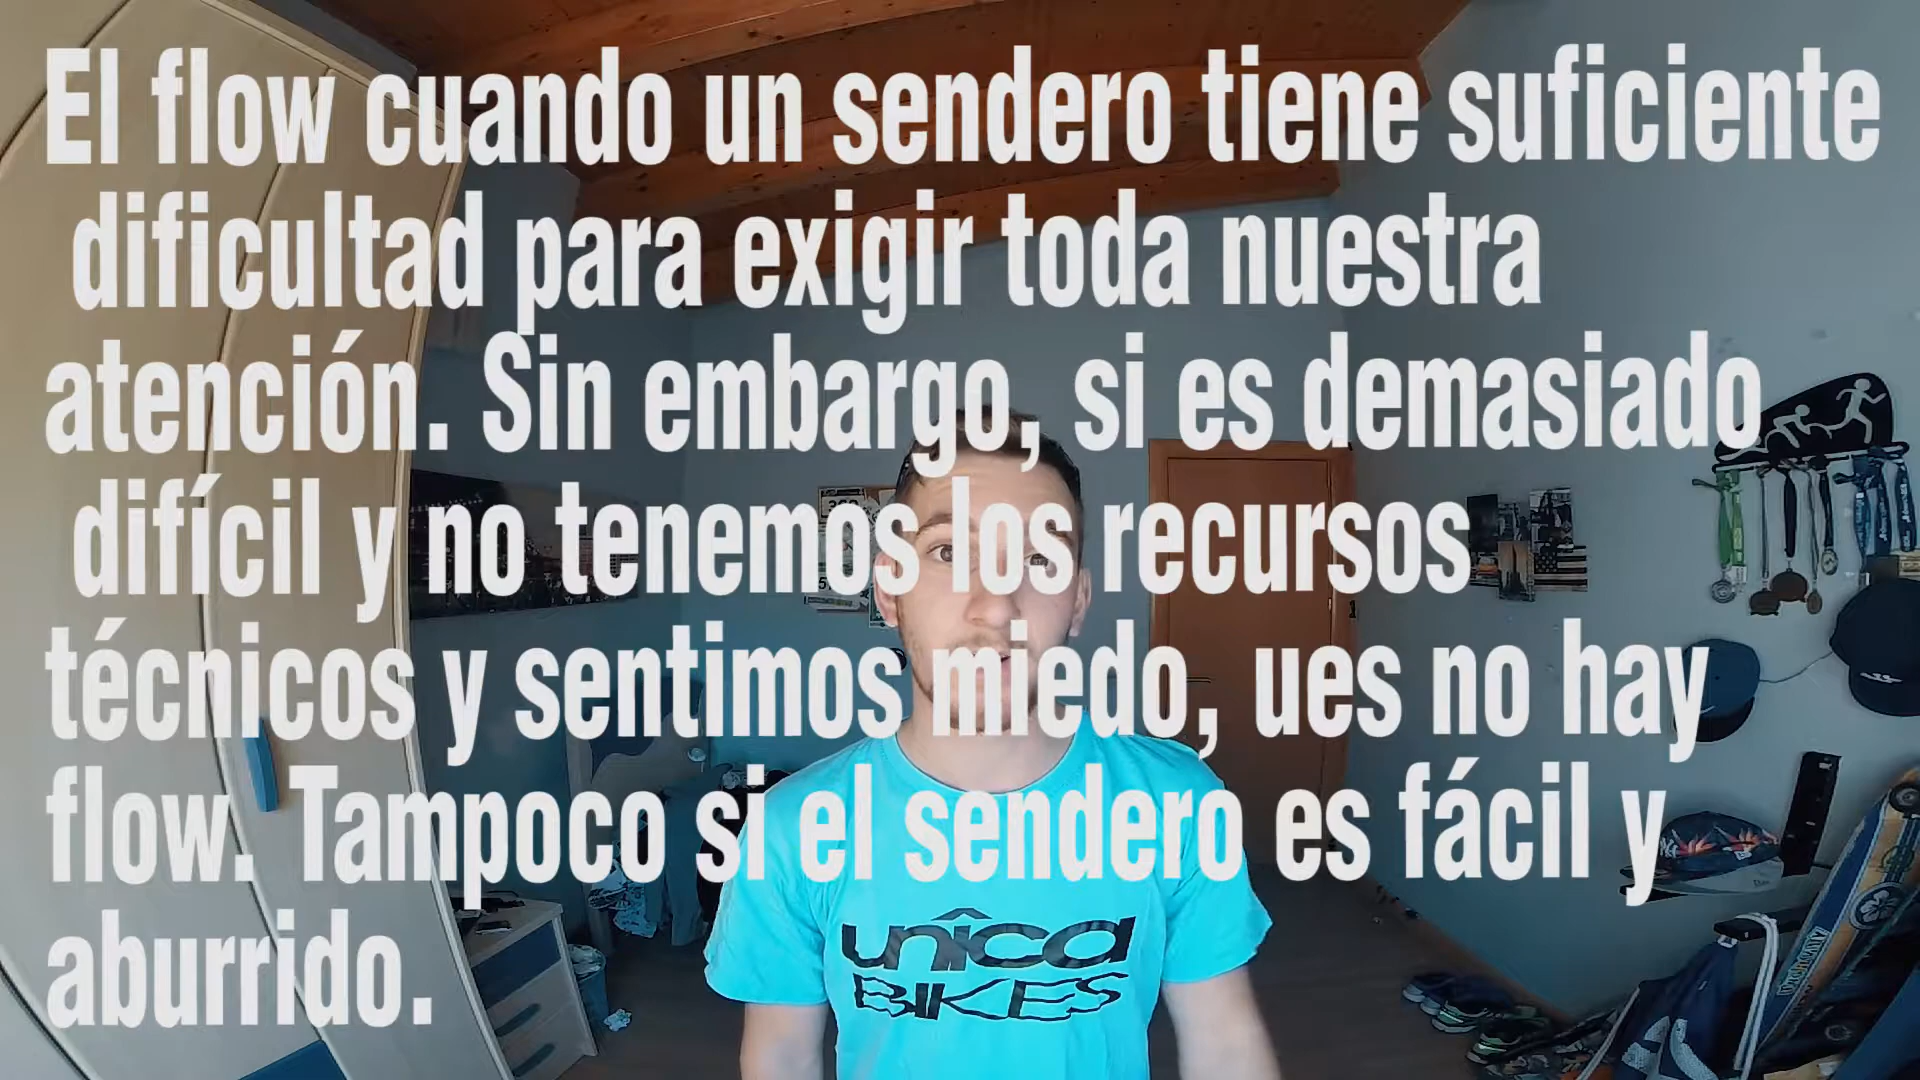 El flow cuando un sendero tiene suficiente
dificultad para exigir toda nuestra
atención. Sin embargo, si es demasiado
difícil y no tenemos los recursos
técnicos y sentimos miedo, ues no hay
flow. Tampoco si el sendero es fácil y
aburrido.
unica
BIKES